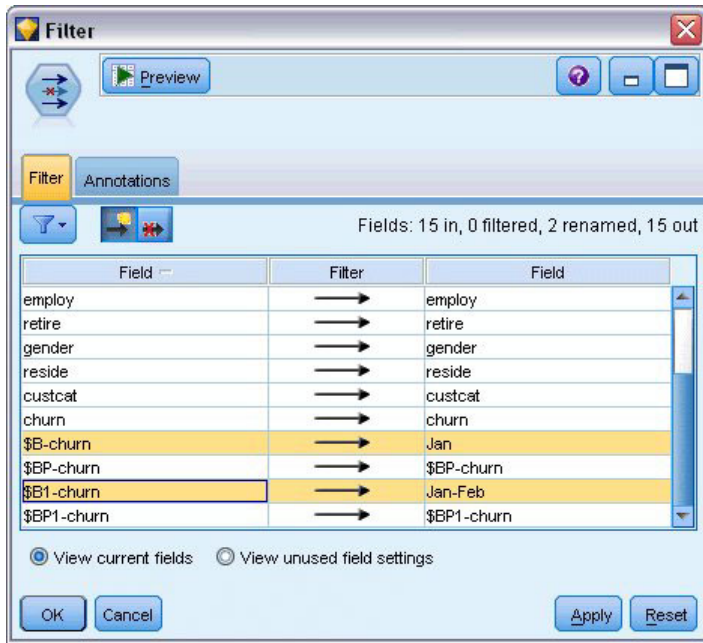 Filter
Preview
Filter
Annotations
Fields: 15 in, 0 filtered, 2 renamed, 15 out
Field Filter Field
employ employ
retire retire
gender gender
reside reside
custcat custcat
churn churn
$B-churn Jan
$BP-churn $BP-churn
$B1-churn Jan-Feb
$BP1-churn $BP1-churn
View current fields View unused field settings
OK Cancel Apply Reset